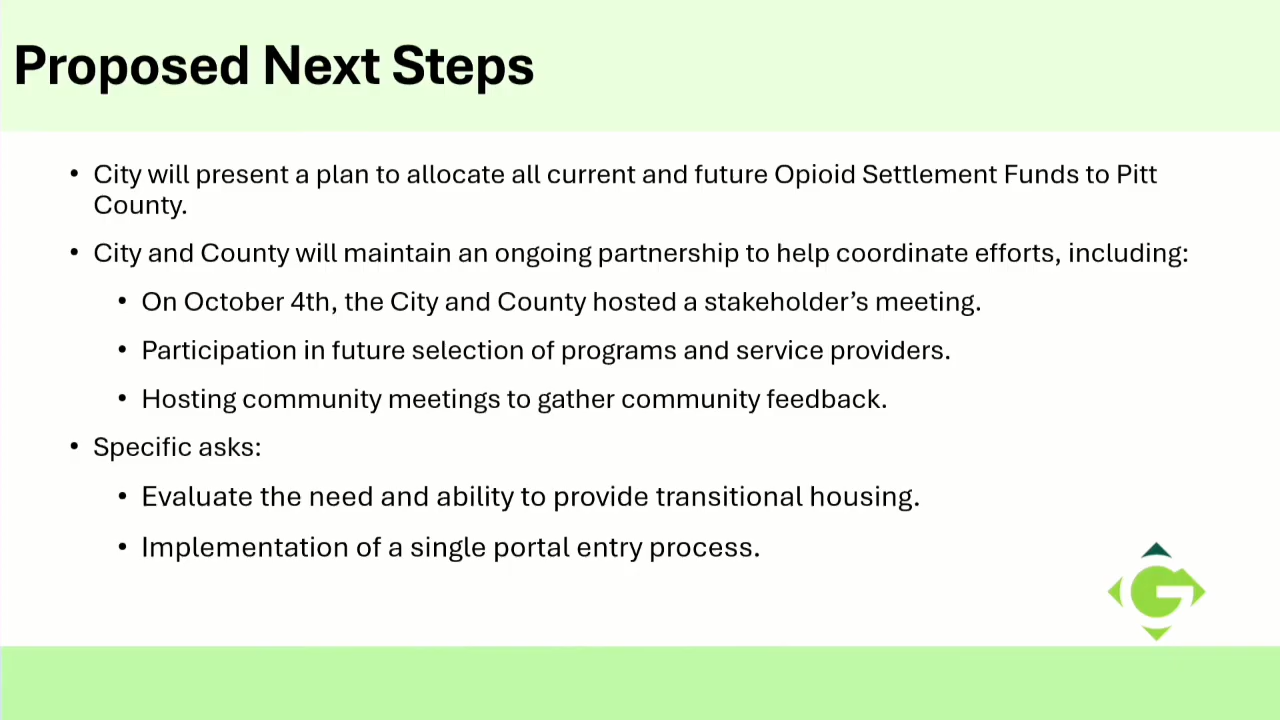 Proposed Next Steps
• City will present a plan to allocate all current and future Opioid Settlement Funds to Pitt
County.
• City and County will maintain an ongoing partnership to help coordinate efforts, including:
• On October 4th, the City and County hosted a stakeholder’s meeting.
• Participation in future selection of programs and service providers.
• Hosting community meetings to gather community feedback.
• Specific asks:
• Evaluate the need and ability to provide transitional housing.
• Implementation of a single portal entry process.
G